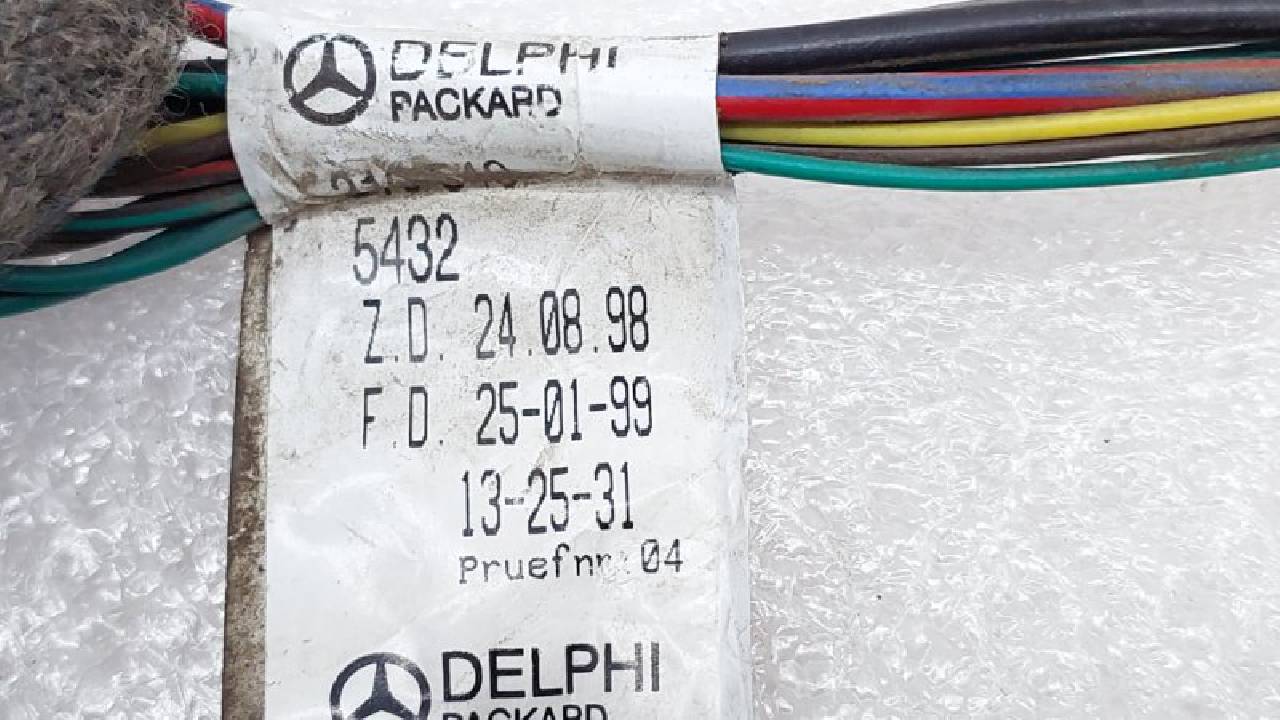 DELPHI
PACKARD
5432
Z.D. 24.08.98
F.D. 25-01-99
13-25-31
Pruefnr:04
DELPHI
PACKARD